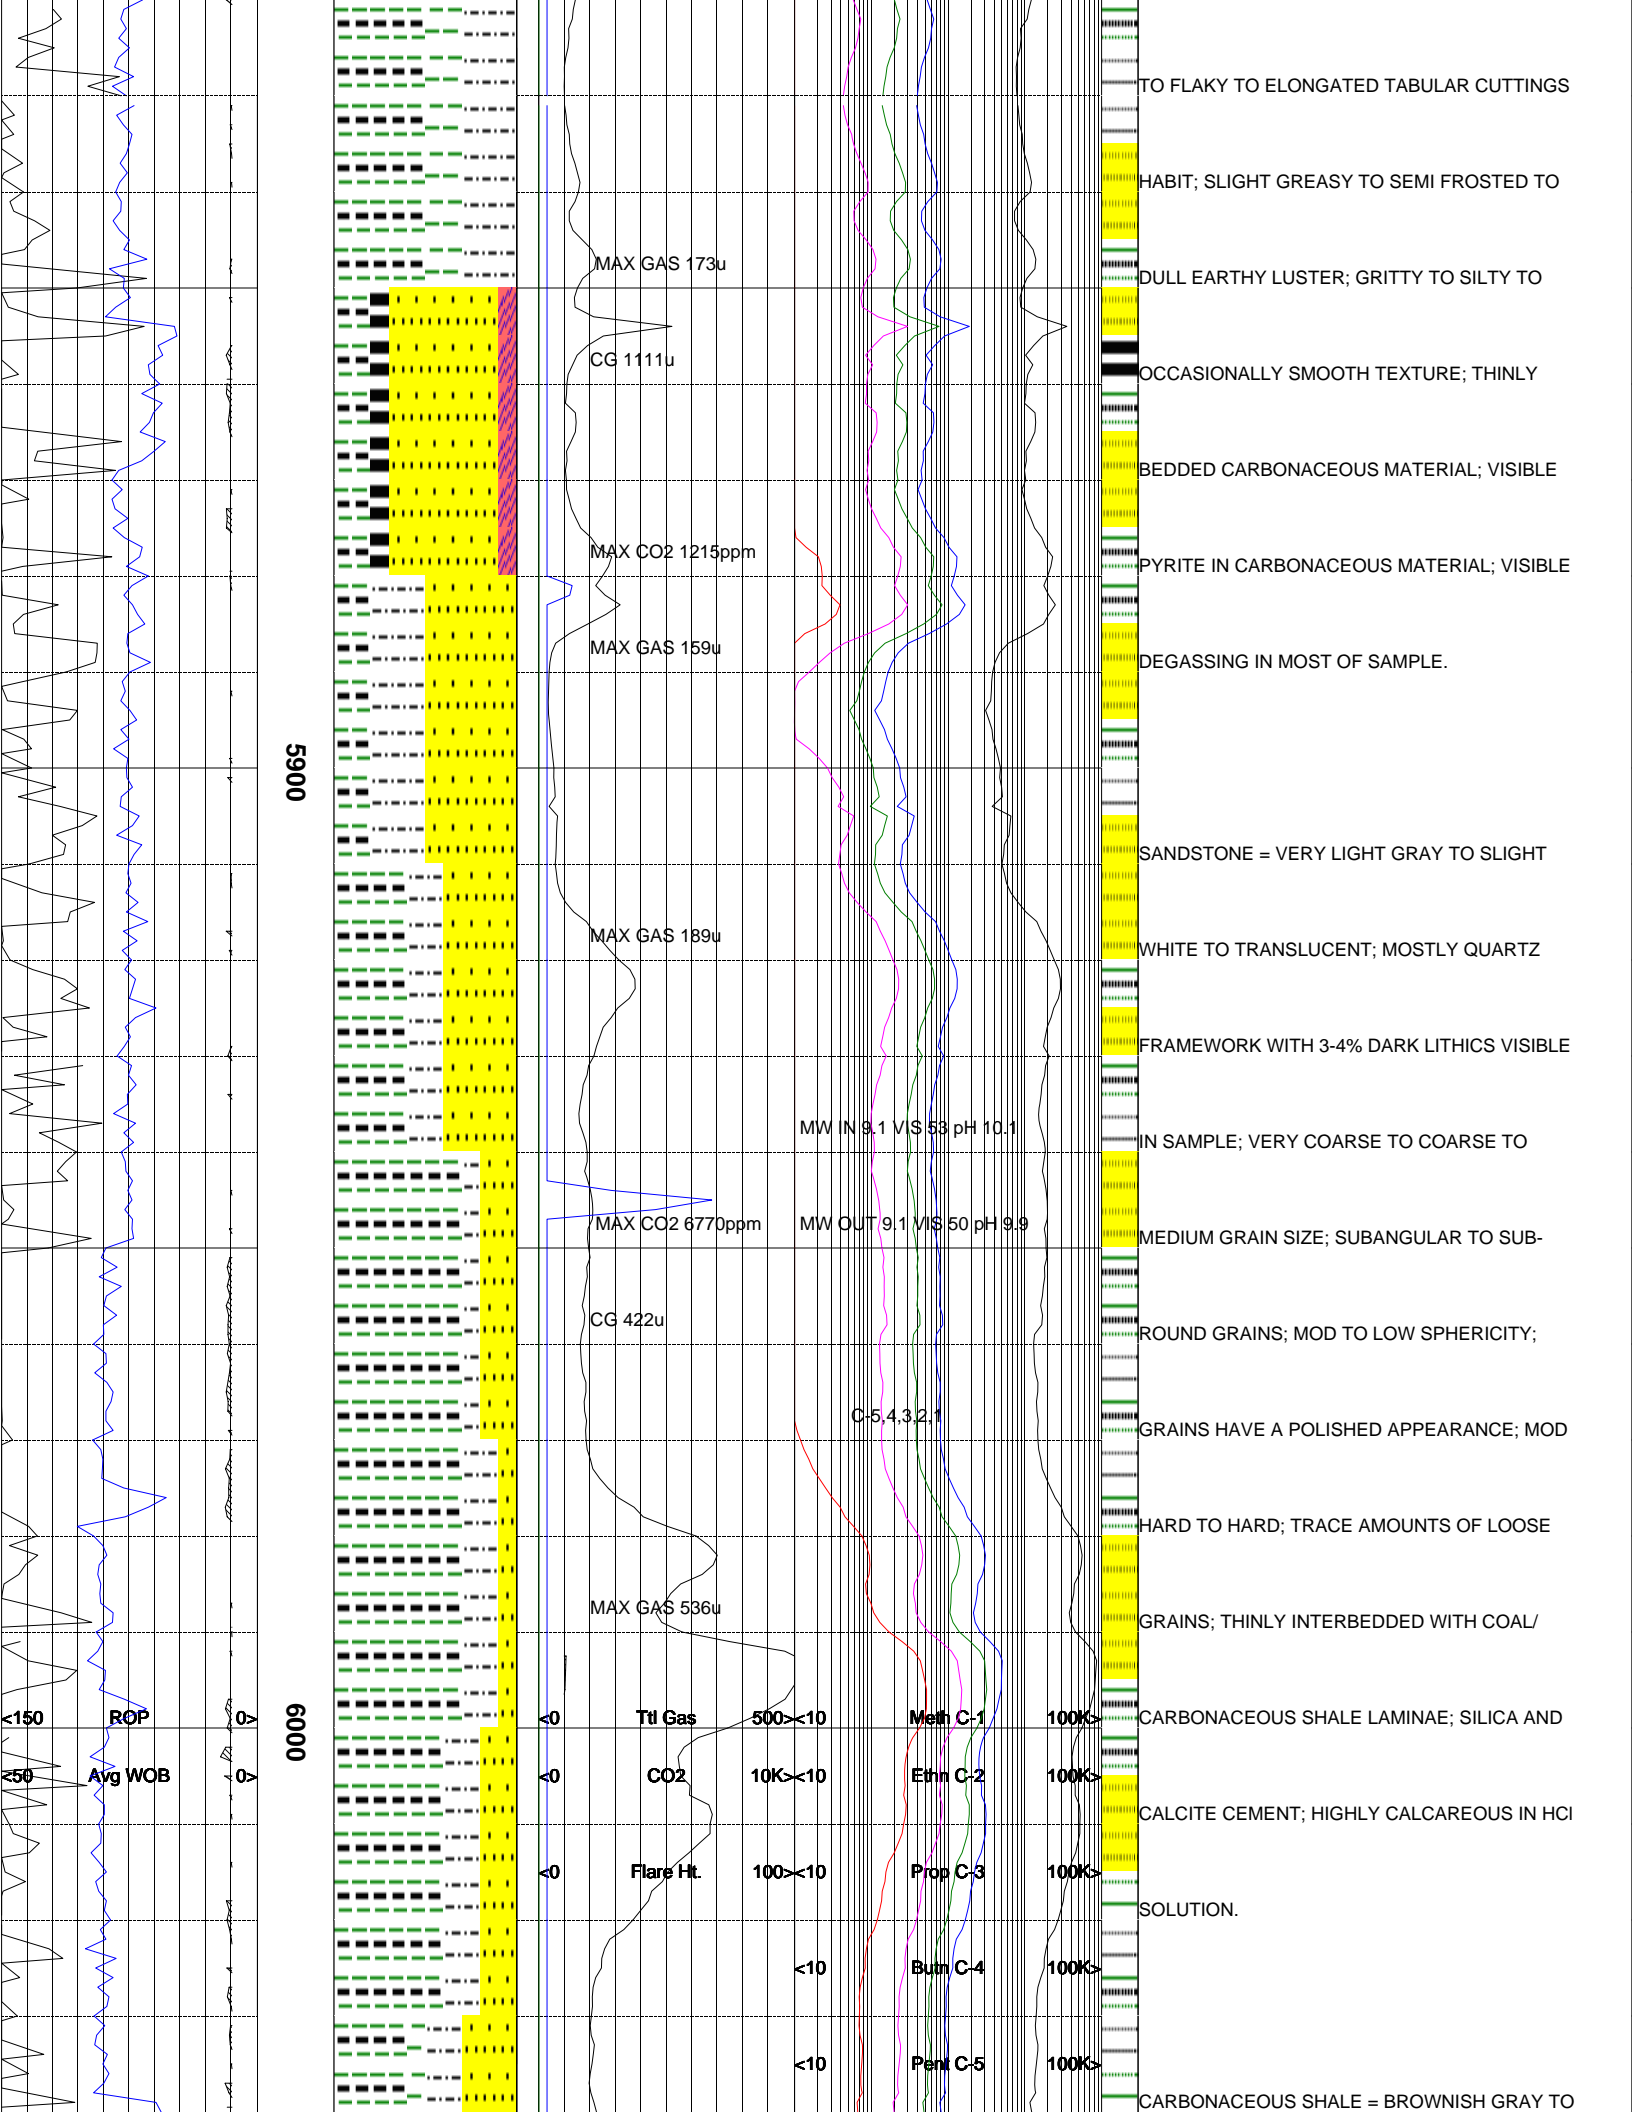 TO FLAKY TO ELONGATED TABULAR CUTTINGS
HABIT; SLIGHT GREASY TO SEMI FROSTED TO
MAX GAS 173u
DULL EARTHY LUSTER; GRITTY TO SILTY TO
CG 1111u
OCCASIONALLY SMOOTH TEXTURE; THINLY
BEDDED CARBONACEOUS MATERIAL; VISIBLE
MAX CO2 1215ppm
PYRITE IN CARBONACEOUS MATERIAL; VISIBLE
MAX GAS 159u
DEGASSING IN MOST OF SAMPLE.
5900
SANDSTONE = VERY LIGHT GRAY TO SLIGHT
MAX GAS 189u
WHITE TO TRANSLUCENT; MOSTLY QUARTZ
FRAMEWORK WITH 3-4% DARK LITHICS VISIBLE
MW IN 9.1 VIS 53 pH 10.1
IN SAMPLE; VERY COARSE TO COARSE TO
MAX CO2 6770ppm
MW OUT 9.1 VIS 50 pH 9.9
MEDIUM GRAIN SIZE; SUBANGULAR TO SUB-
CG 422u
ROUND GRAINS; MOD TO LOW SPHERICITY;
C-5,4,3,2,1
GRAINS HAVE A POLISHED APPEARANCE; MOD
HARD TO HARD; TRACE AMOUNTS OF LOOSE
MAX GAS 536u
GRAINS; THINLY INTERBEDDED WITH COAL/
<150 ROP 0>
6000
<0 Ttl Gas 500>
<10 Meth C-1 100K>
CARBONACEOUS SHALE LAMINAE; SILICA AND
<50 Avg WOB 0>
<0 CO2 10K>
<10 Ethn C-2 100K>
CALCITE CEMENT; HIGHLY CALCAREOUS IN HCl
<0 Flare Ht. 100>
<10 Prop C-3 100K>
SOLUTION.
<10 Butn C-4 100K>
<10 Pent C-5 100K>
CARBONACEOUS SHALE = BROWNISH GRAY TO